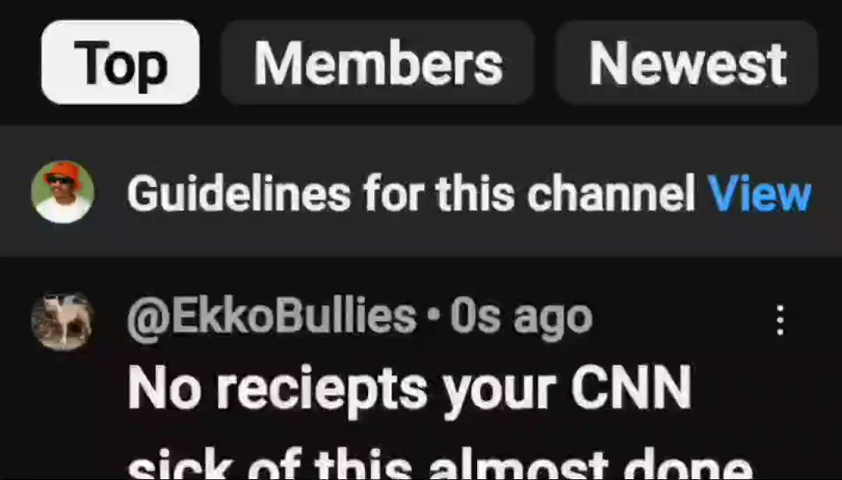 Top Members Newest
Guidelines for this channel View
@EkkoBullies • 0s ago
No reciepts your CNN
sick of this almost done